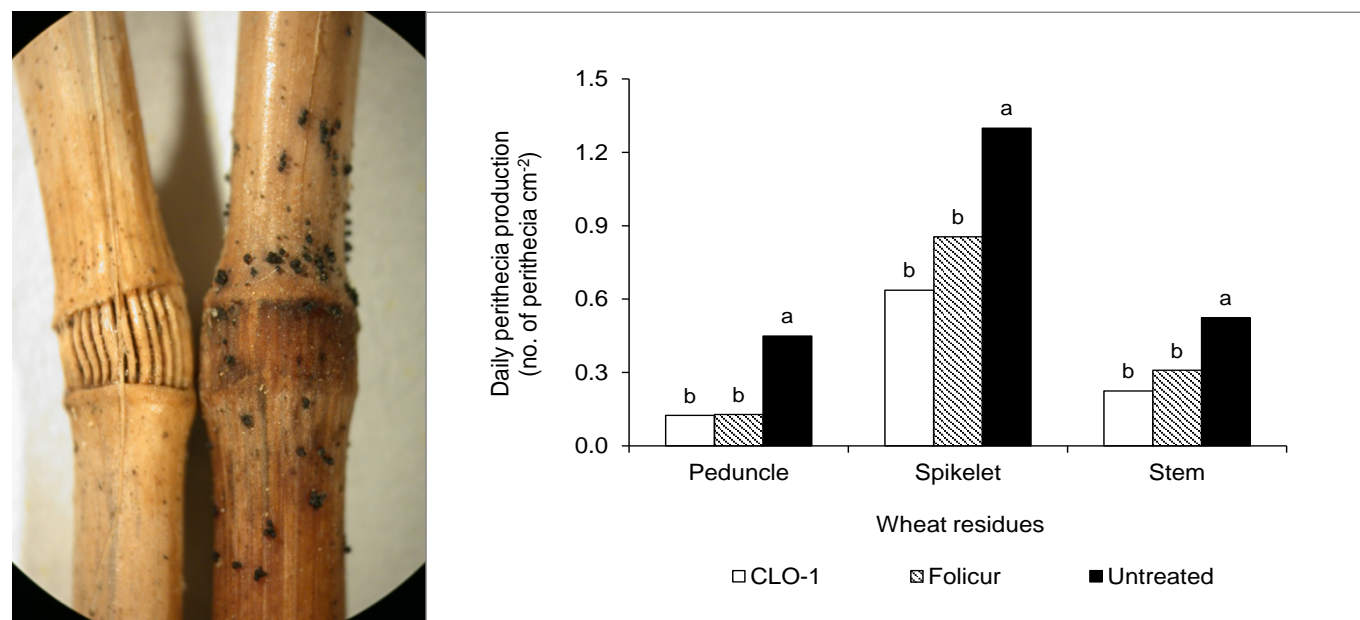 Daily perithecia production
(no. of perithecia cm-2)
1.5
1.2
0.9
0.6
0.3
0.0
b
b
a
b
b
a
b
b
a
Peduncle
Spikelet
Stem
Wheat residues
CLO-1
Folicur
Untreated